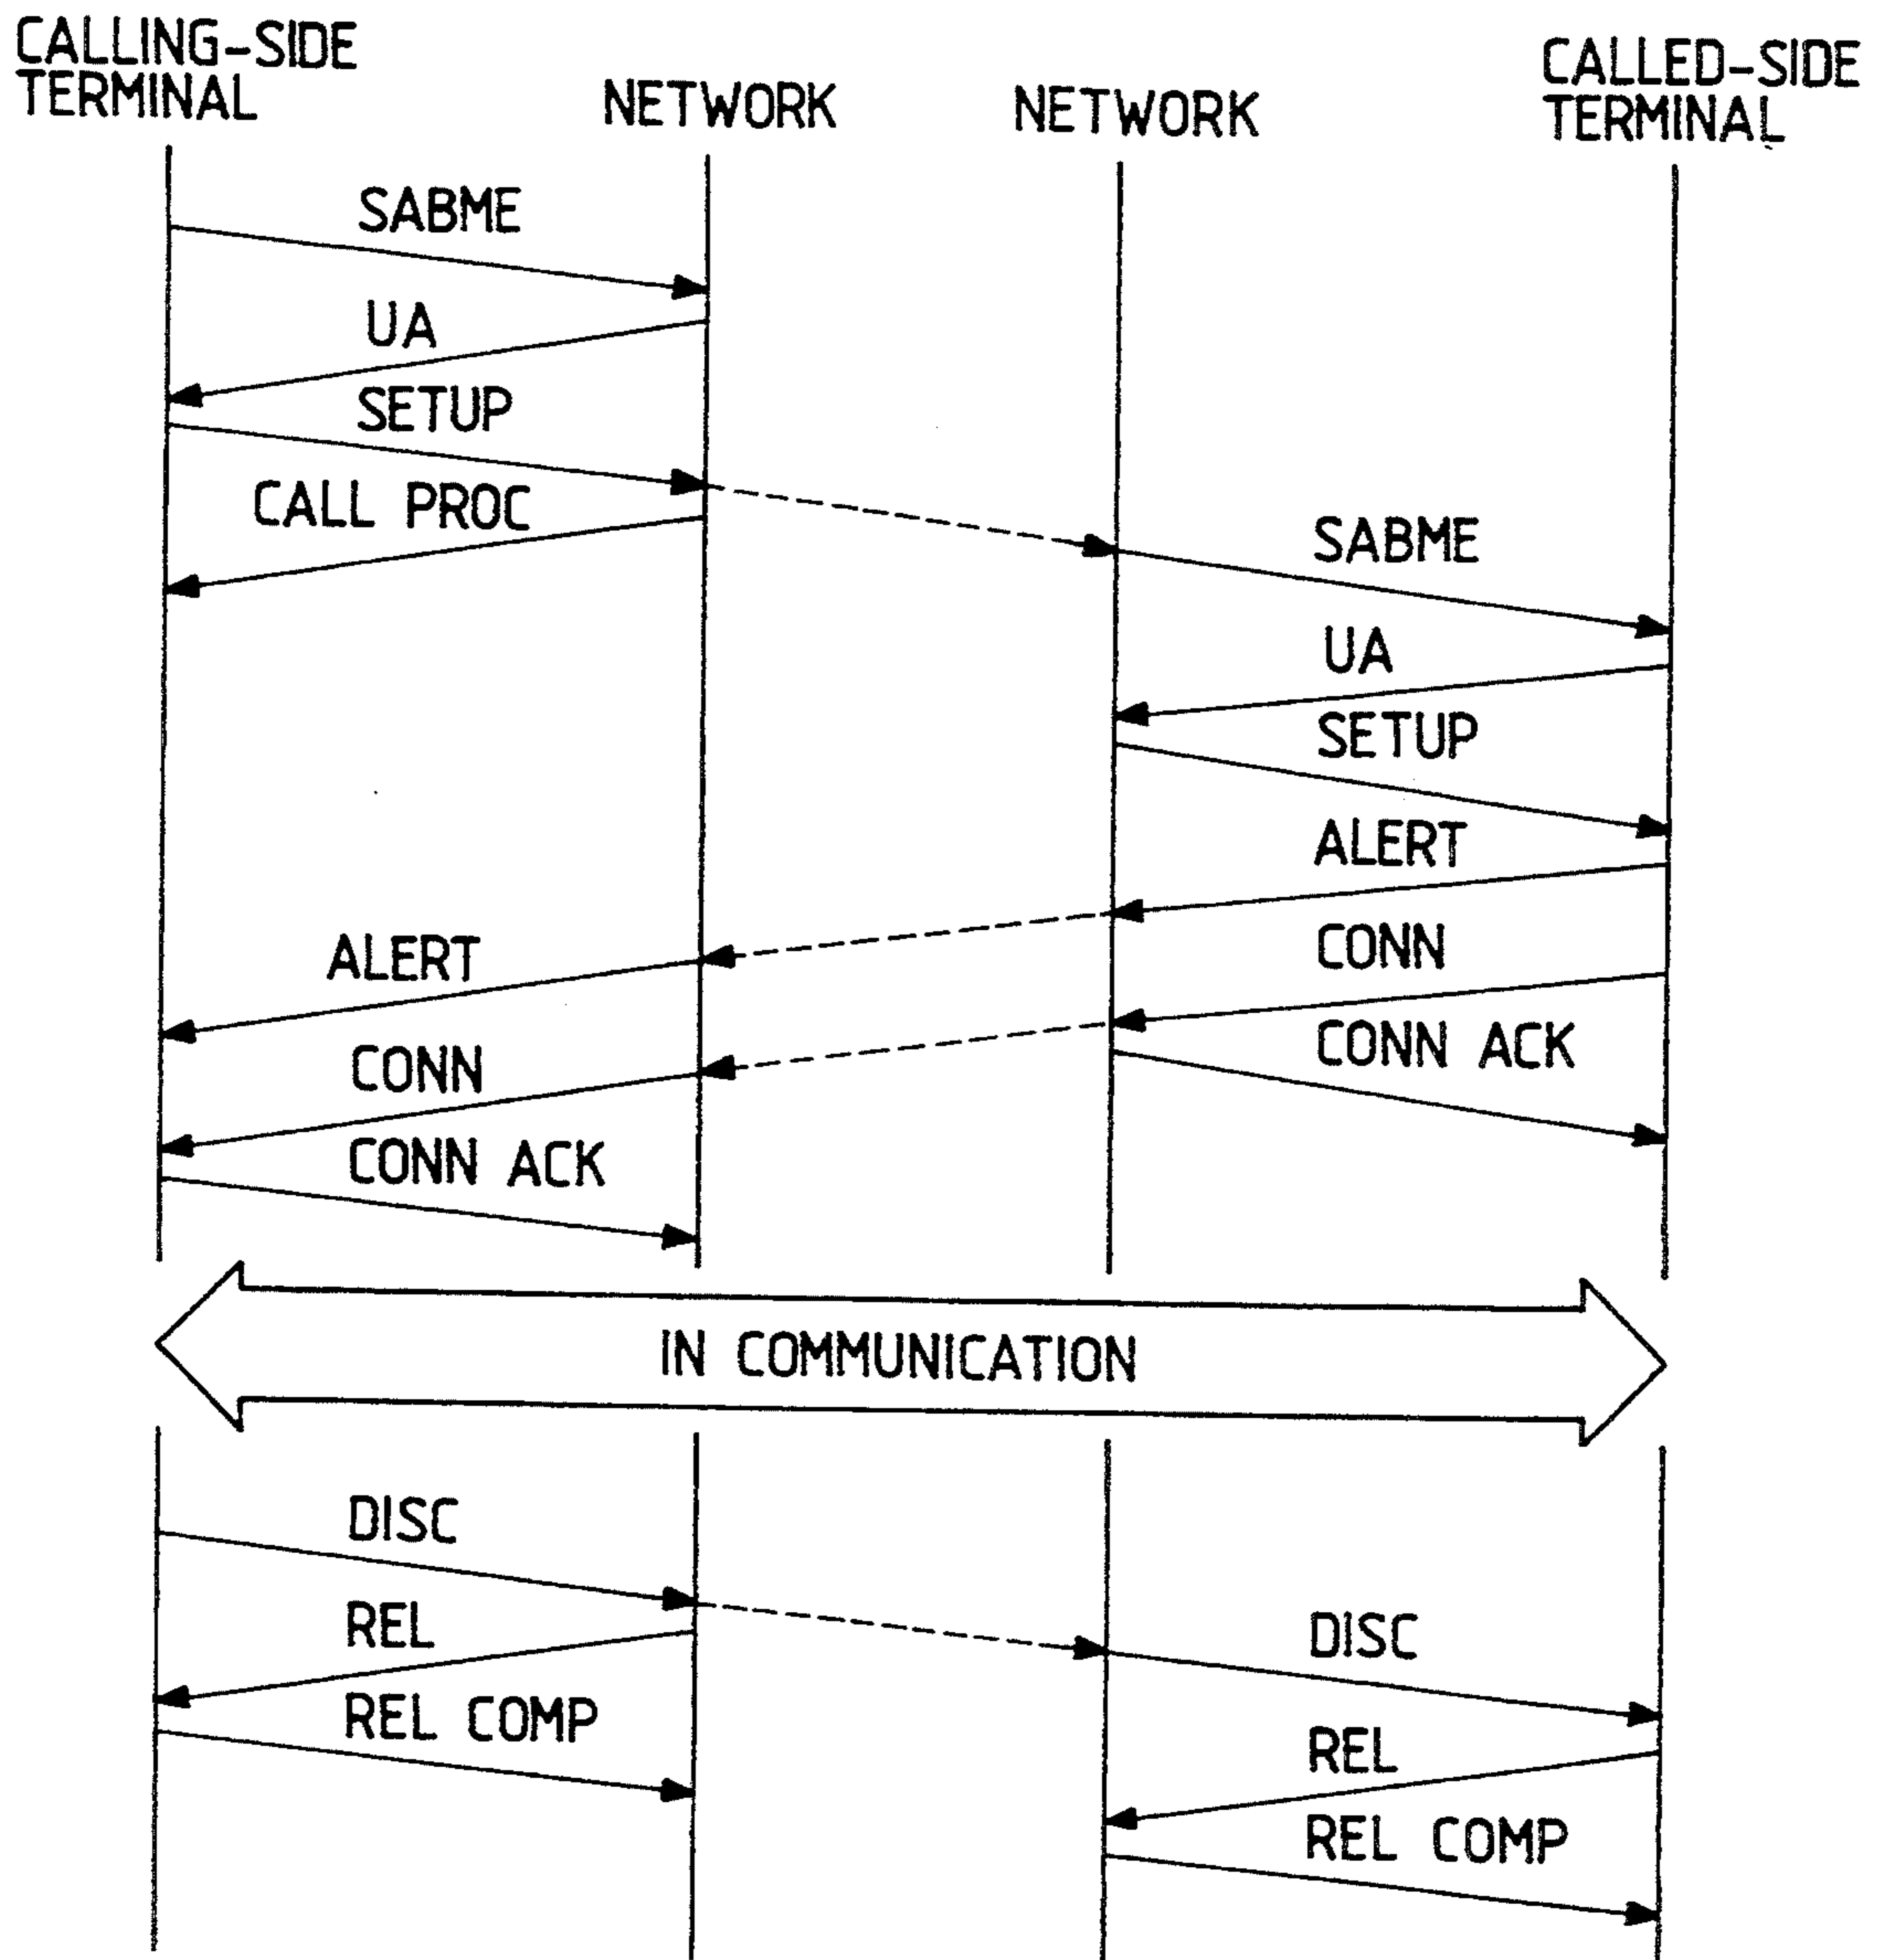 CALLING-SIDE
TERMINAL
NETWORK
NETWORK
CALLED-SIDE
TERMINAL
SABME
UA
SETUP
CALL PROC
SABME
UA
SETUP
ALERT
ALERT
CONN
CONN ACK
CONN
CONN ACK
IN COMMUNICATION
DISC
REL
DISC
REL COMP
REL
REL COMP